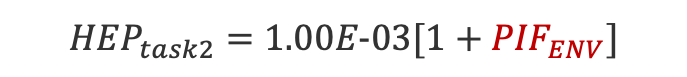 HEP_task2 = 1.00E-03[1 + PIF_ENV]